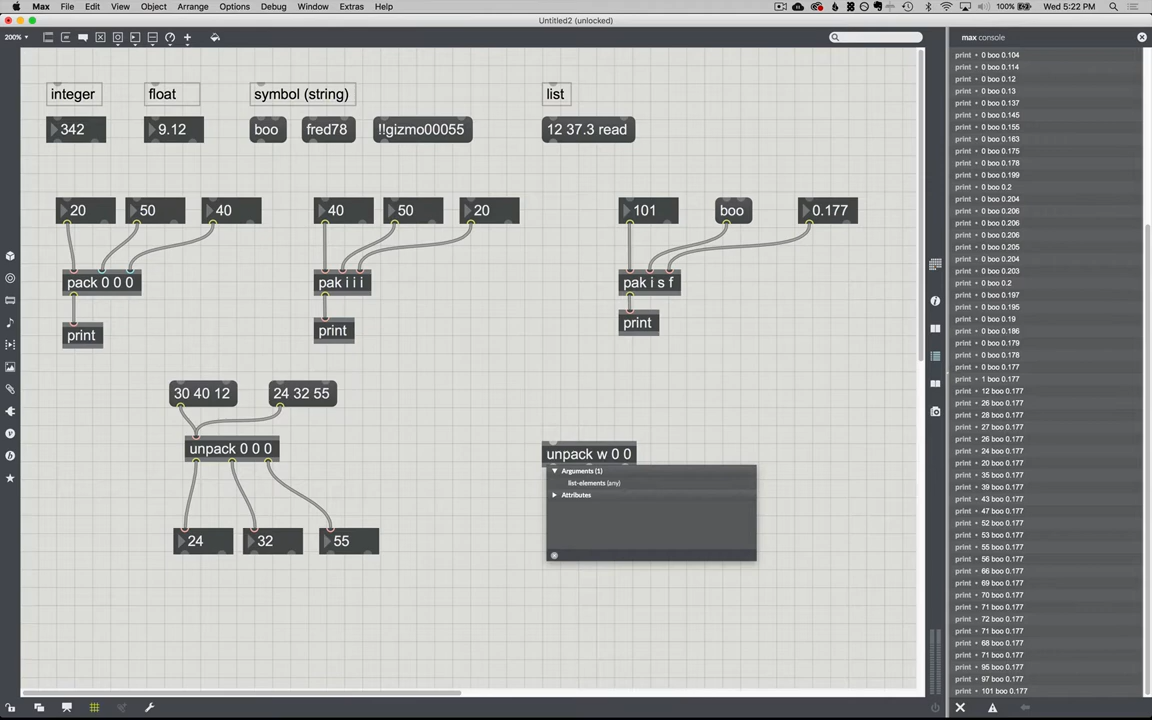 Max File Edit View Object Arrange Options Debug Window Extras Help
100% Wed 5:22 PM
Untitled2 (unlocked)
200%
max console
integer float symbol (string) list
342 9.12 boo fred78 !!gizmo00055 12 37.3 read
20 50 40 40 50 20 101 boo 0.177
pack 0 0 0 pak i i i pak i s f
print print print
30 40 12 24 32 55
unpack 0 0 0 unpack w 0 0
Arguments (1)
list-elements (any)
Attributes
24 32 55
print • 0 boo 0.104
print • 0 boo 0.114
print • 0 boo 0.12
print • 0 boo 0.13
print • 0 boo 0.137
print • 0 boo 0.145
print • 0 boo 0.155
print • 0 boo 0.163
print • 0 boo 0.175
print • 0 boo 0.178
print • 0 boo 0.199
print • 0 boo 0.2
print • 0 boo 0.204
print • 0 boo 0.206
print • 0 boo 0.206
print • 0 boo 0.206
print • 0 boo 0.205
print • 0 boo 0.204
print • 0 boo 0.203
print • 0 boo 0.2
print • 0 boo 0.197
print • 0 boo 0.195
print • 0 boo 0.19
print • 0 boo 0.186
print • 0 boo 0.179
print • 0 boo 0.178
print • 0 boo 0.177
print • 1 boo 0.177
print • 12 boo 0.177
print • 26 boo 0.177
print • 28 boo 0.177
print • 27 boo 0.177
print • 26 boo 0.177
print • 24 boo 0.177
print • 20 boo 0.177
print • 35 boo 0.177
print • 39 boo 0.177
print • 43 boo 0.177
print • 47 boo 0.177
print • 52 boo 0.177
print • 53 boo 0.177
print • 55 boo 0.177
print • 56 boo 0.177
print • 66 boo 0.177
print • 69 boo 0.177
print • 70 boo 0.177
print • 71 boo 0.177
print • 72 boo 0.177
print • 71 boo 0.177
print • 68 boo 0.177
print • 71 boo 0.177
print • 95 boo 0.177
print • 97 boo 0.177
print • 101 boo 0.177